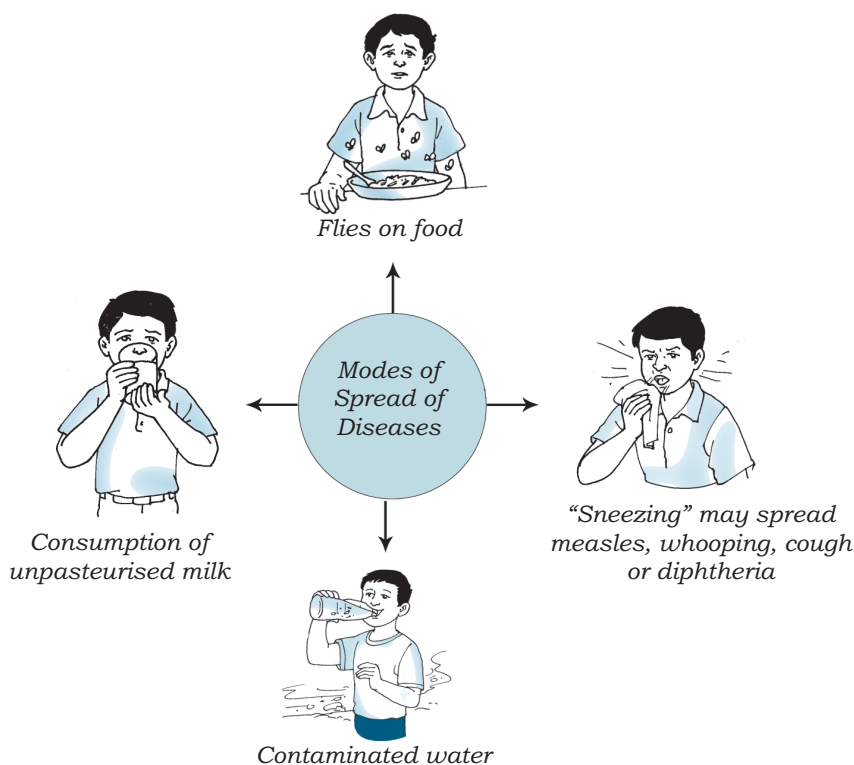 Flies on food
Modes of
Spread of
Diseases
Consumption of
unpasteurised milk
“Sneezing” may spread
measles, whooping, cough
or diphtheria
Contaminated water